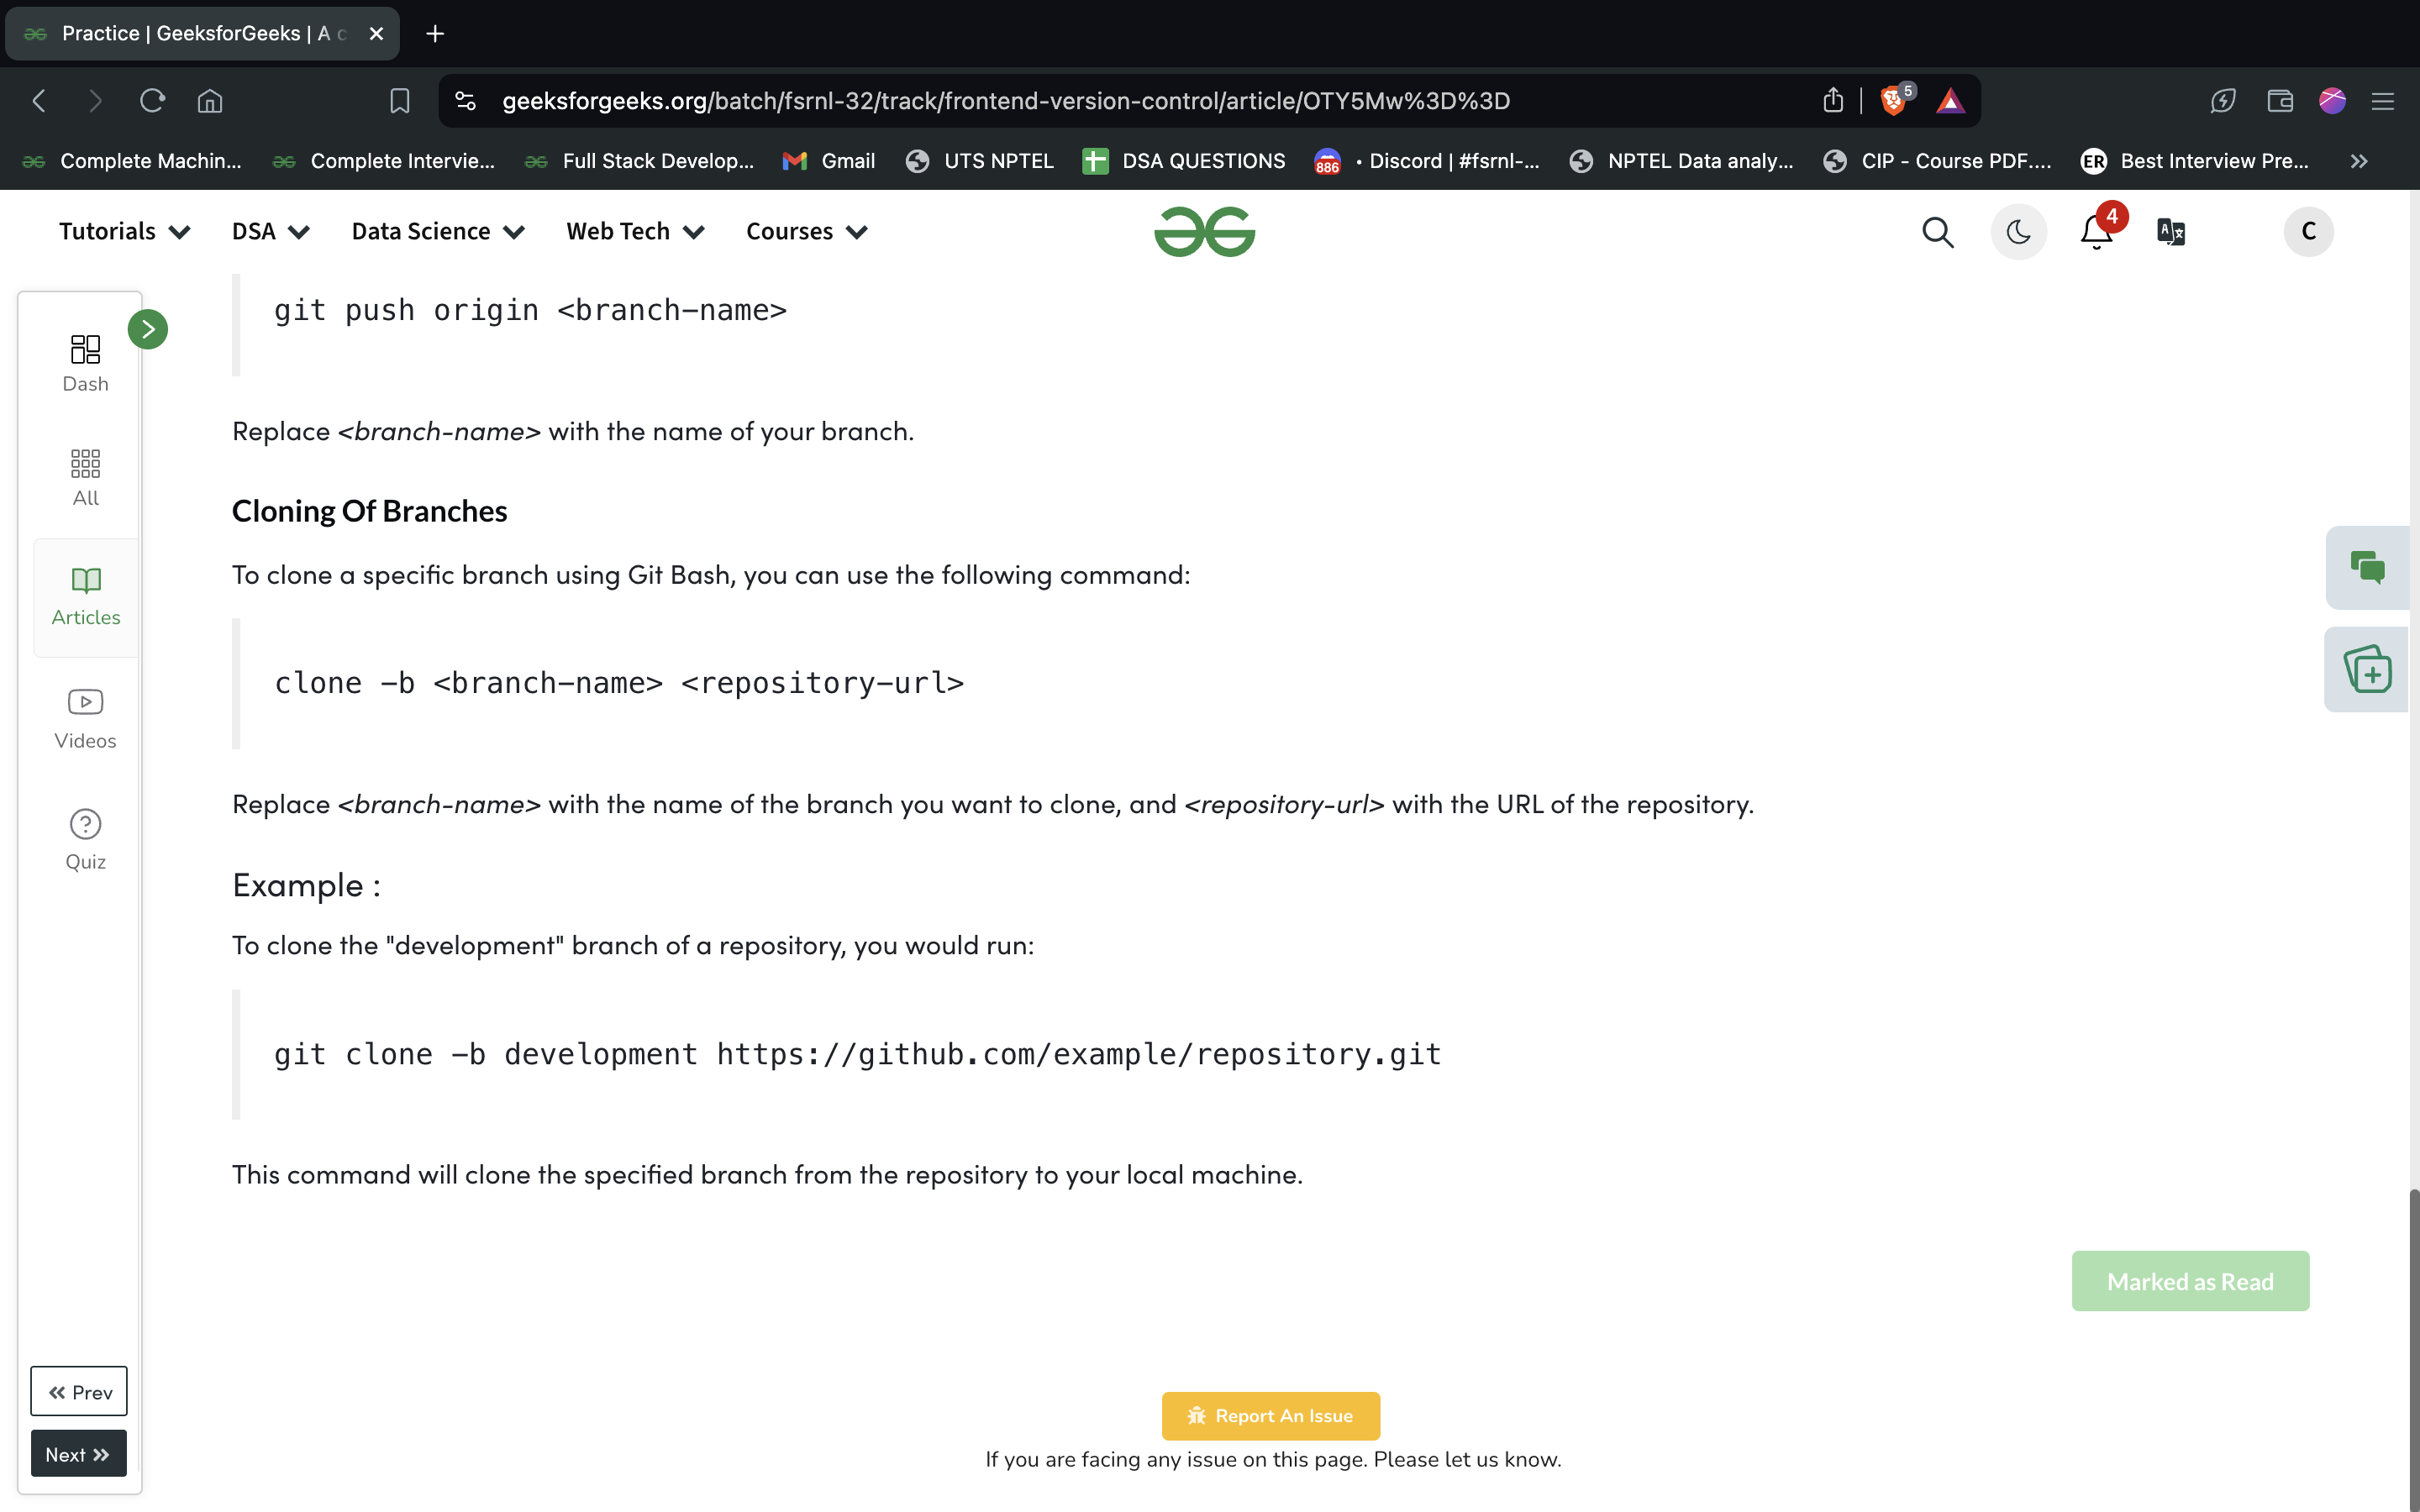 Practice | GeeksforGeeks | A c
geeksforgeeks.org/batch/fsrnl-32/track/frontend-version-control/article/OTY5Mw%3D%3D
5
Complete Machin...
Complete Intervie...
Full Stack Develop...
Gmail
UTS NPTEL
DSA QUESTIONS
886
• Discord | #fsrnl-...
NPTEL Data analy...
CIP - Course PDF....
ER
Best Interview Pre...
Tutorials
DSA
Data Science
Web Tech
Courses
4
C
Dash
All
Articles
Videos
Quiz
Prev
Next
git push origin <branch-name>
Replace <branch-name> with the name of your branch.
Cloning Of Branches
To clone a specific branch using Git Bash, you can use the following command:
clone -b <branch-name> <repository-url>
Replace <branch-name> with the name of the branch you want to clone, and <repository-url> with the URL of the repository.
Example :
To clone the "development" branch of a repository, you would run:
git clone -b development https://github.com/example/repository.git
This command will clone the specified branch from the repository to your local machine.
Marked as Read
Report An Issue
If you are facing any issue on this page. Please let us know.